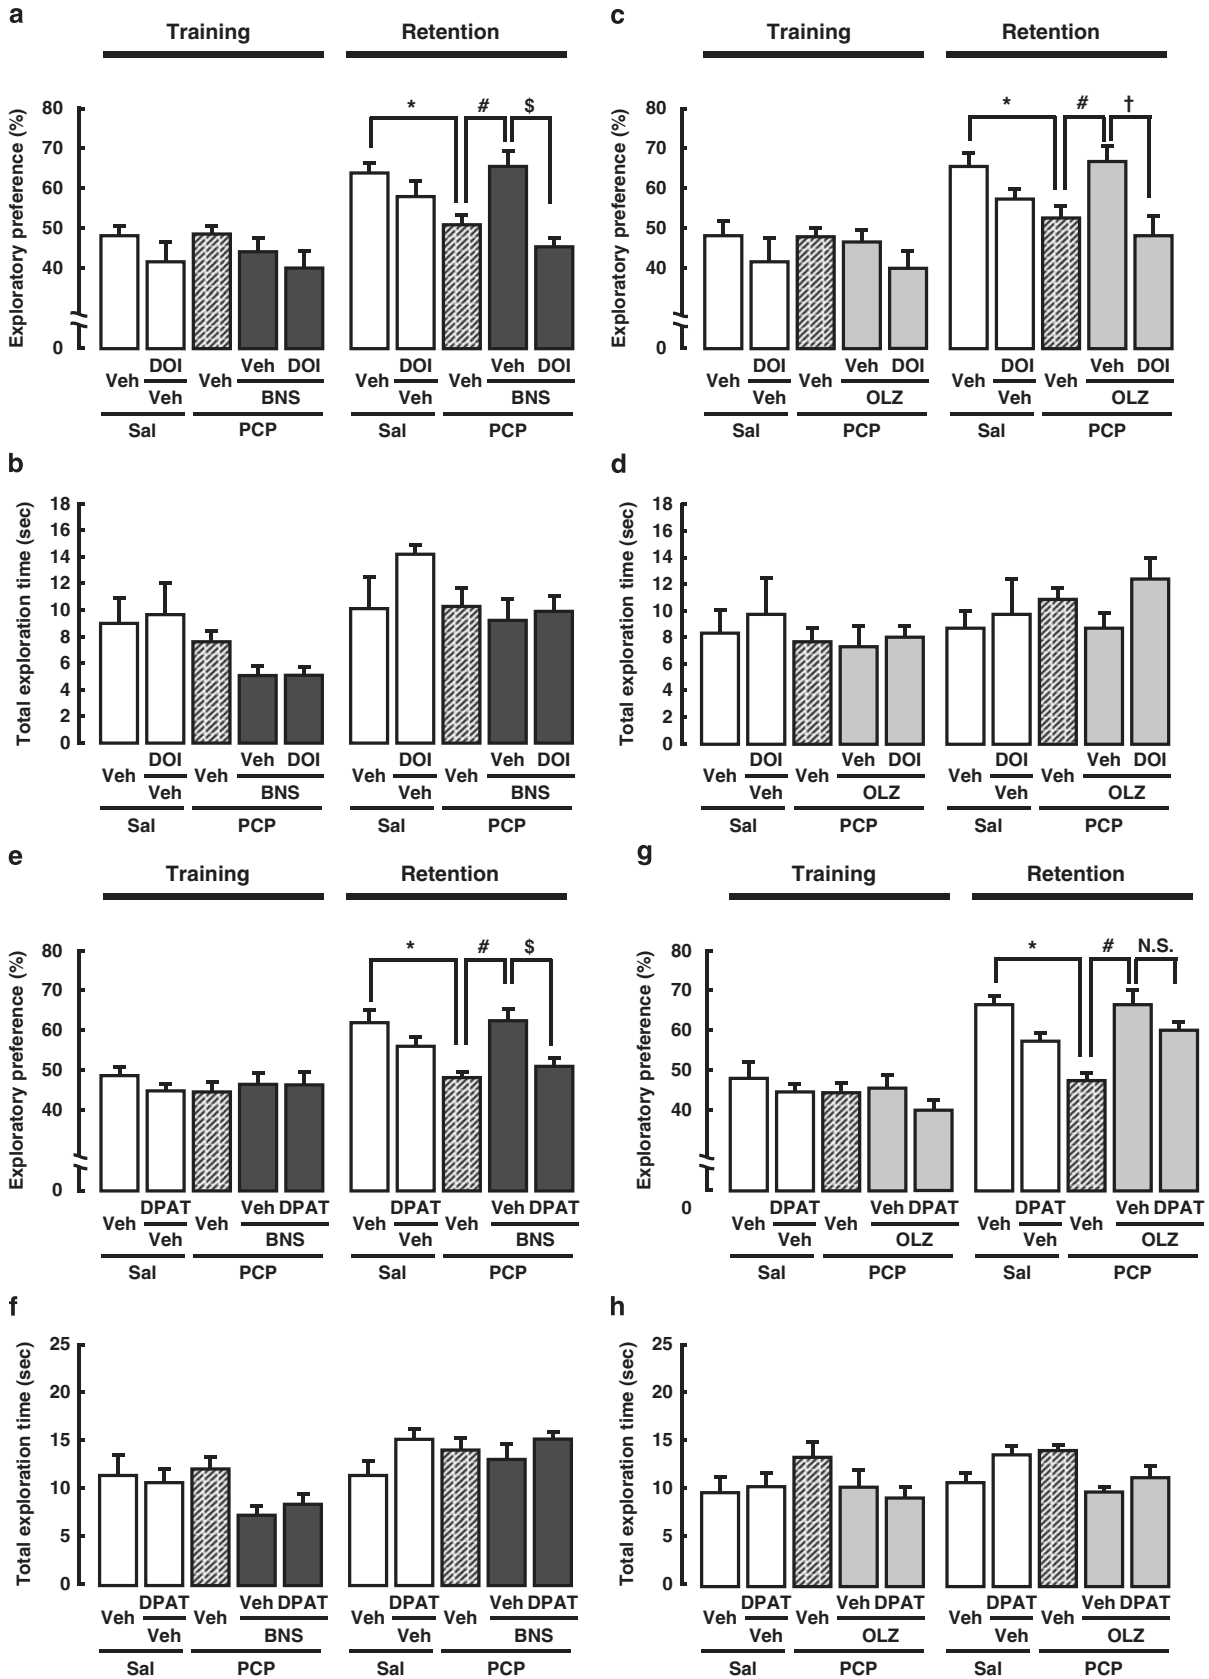 a
Training Retention
* # $
Exploratory preference (%)
80
70
60
50
40
0
Veh DOI Veh Veh DOI Veh DOI Veh Veh DOI
Veh BNS Veh BNS
Sal PCP Sal PCP
c
Training Retention
* # †
Exploratory preference (%)
80
70
60
50
40
0
Veh DOI Veh Veh DOI Veh DOI Veh Veh DOI
Veh OLZ Veh OLZ
Sal PCP Sal PCP
b
Total exploration time (sec)
18
16
14
12
10
8
6
4
2
0
Veh DOI Veh Veh DOI Veh DOI Veh Veh DOI
Veh BNS Veh BNS
Sal PCP Sal PCP
d
Total exploration time (sec)
18
16
14
12
10
8
6
4
2
0
Veh DOI Veh Veh DOI Veh DOI Veh Veh DOI
Veh OLZ Veh OLZ
Sal PCP Sal PCP
e
Training Retention
* # $
Exploratory preference (%)
80
70
60
50
40
0
Veh DPAT Veh Veh DPAT Veh DPAT Veh Veh DPAT
Veh BNS Veh BNS
Sal PCP Sal PCP
g
Training Retention
* # N.S.
Exploratory preference (%)
80
70
60
50
40
0
Veh DPAT Veh Veh DPAT Veh DPAT Veh Veh DPAT
Veh OLZ Veh OLZ
Sal PCP Sal PCP
f
Total exploration time (sec)
25
20
15
10
5
0
Veh DPAT Veh Veh DPAT Veh DPAT Veh Veh DPAT
Veh BNS Veh BNS
Sal PCP Sal PCP
h
Total exploration time (sec)
25
20
15
10
5
0
Veh DPAT Veh Veh DPAT Veh DPAT Veh Veh DPAT
Veh OLZ Veh OLZ
Sal PCP Sal PCP